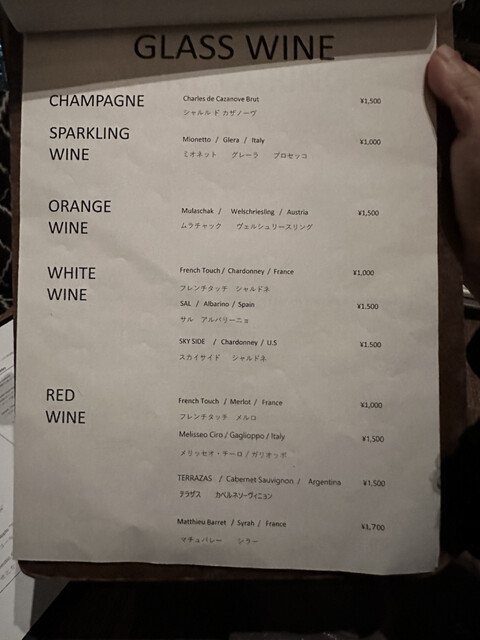 GLASS WINE
CHAMPAGNE
Charles de Cazanove Brut ¥1,500
シャルル ド カザノーヴ
SPARKLING WINE
Mionetto / Glera / Italy ¥1,000
ミオネット グレーラ プロセッコ
ORANGE WINE
Mulaschak / Welschriesling / Austria ¥1,500
ムラチャック ヴェルシュリースリング
WHITE WINE
French Touch / Chardonney / France ¥1,000
フレンチタッチ シャルドネ
SAL / Albarino / Spain ¥1.500
サル アルバリーニョ
SKY SIDE / Chardonney / U.S ¥1.500
スカイサイド シャルドネ
RED WINE
French Touch / Merlot / France ¥1,000
フレンチタッチ メルロ
Melisseo Ciro / Gaglioppo / Italy ¥1,500
メリッセオ・チーロ / ガリオッポ
TERRAZAS / Cabernet Sauvignon / Argentina ¥1,500
テラザス カベルネソーヴィニョン
Matthieu.Barret / Syrah / France ¥1,700
マチュバレー シラー